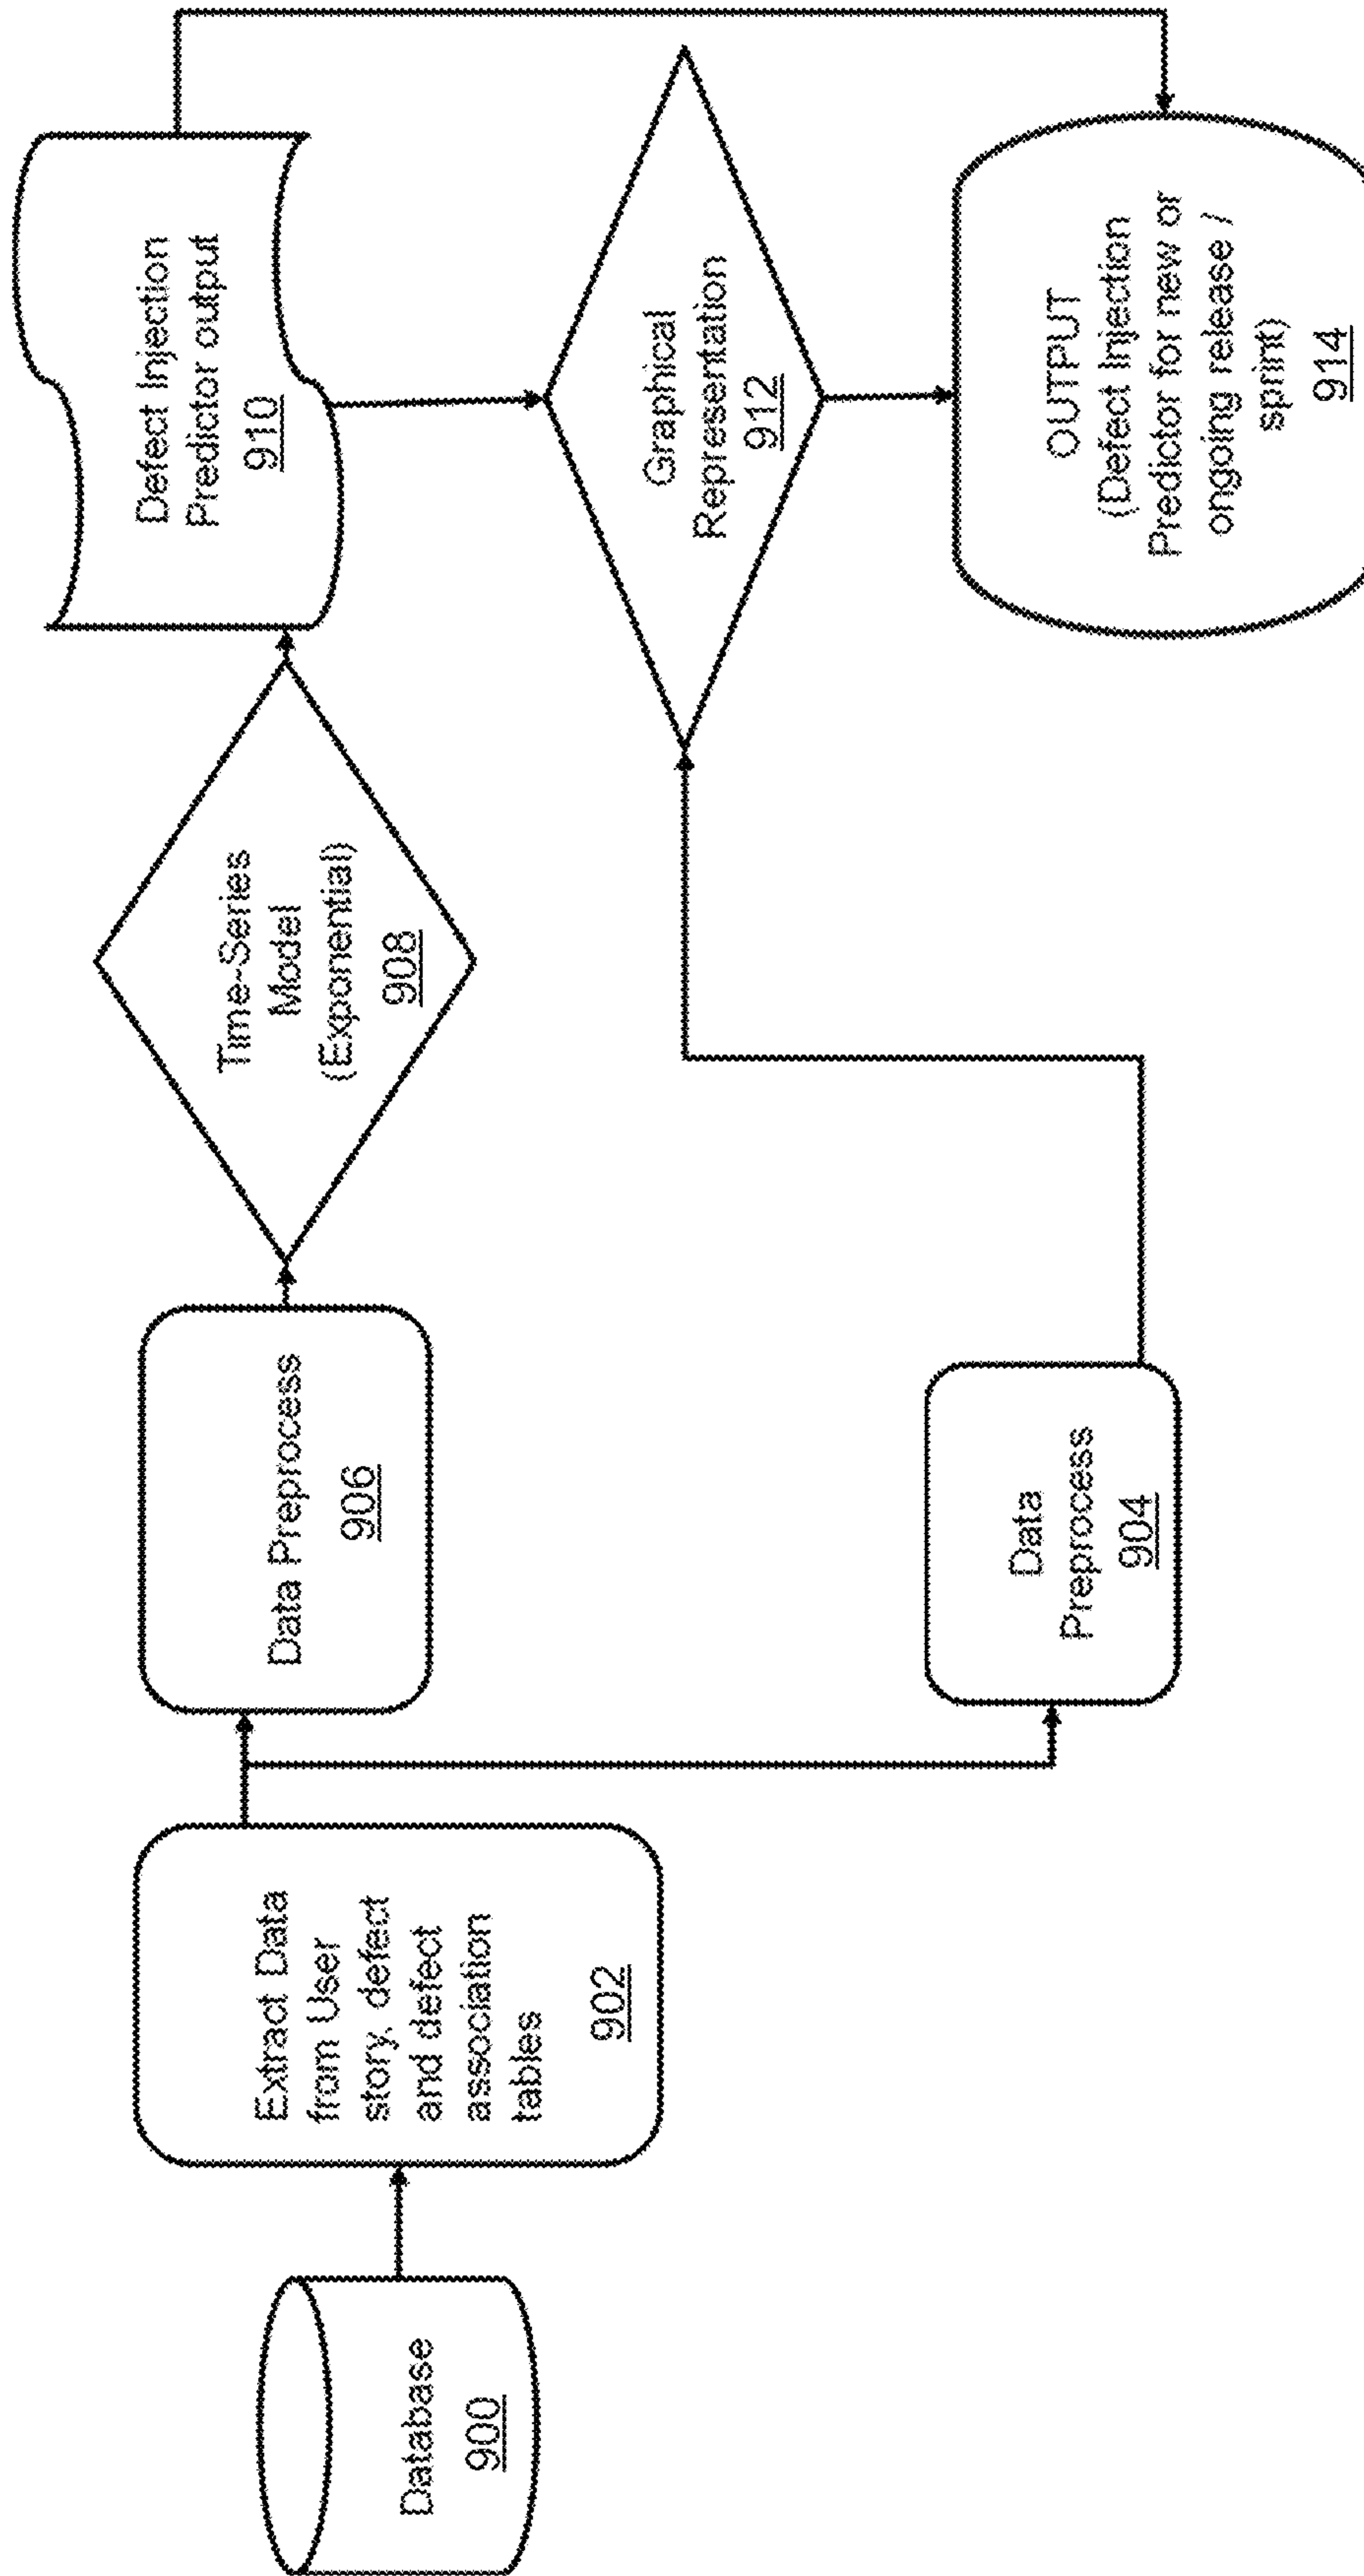 Database
900
Extract Data
from User
story, defect
and defect
association
tables
902
Data Preprocess
906
Data
Preprocess
904
Time-Series
Model
(Exponential)
908
Defect Injection
Predictor output
910
Graphical
Representation
912
OUTPUT
(Defect Injection
Predictor for new or
ongoing release /
sprint)
914